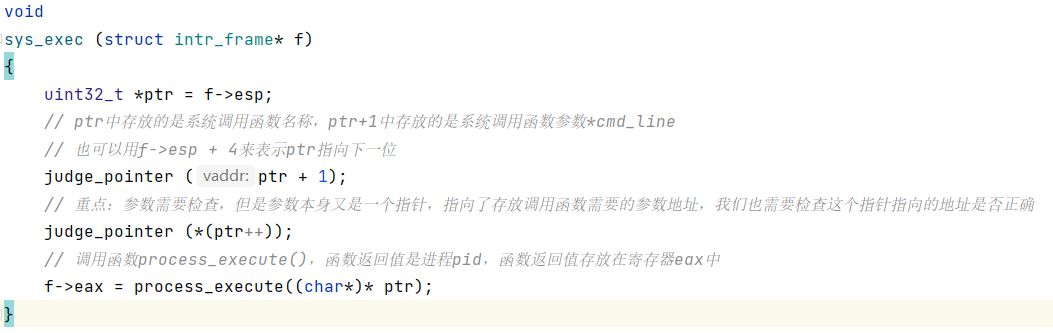 void
sys_exec (struct intr_frame* f)
{
    uint32_t *ptr = f->esp;
    // ptr中存放的是系统调用函数名称，ptr+1中存放的是系统调用函数参数*cmd_line
    // 也可以用f->esp + 4来表示ptr指向下一位
    judge_pointer ( vaddr: ptr + 1);
    // 重点：参数需要检查，但是参数本身又是一个指针，指向了存放调用函数需要的参数地址，我们也需要检查这个指针指向的地址是否正确
    judge_pointer (*(ptr++));
    // 调用函数process_execute()，函数返回值是进程pid，函数返回值存放在寄存器eax中
    f->eax = process_execute((char*)* ptr);
}